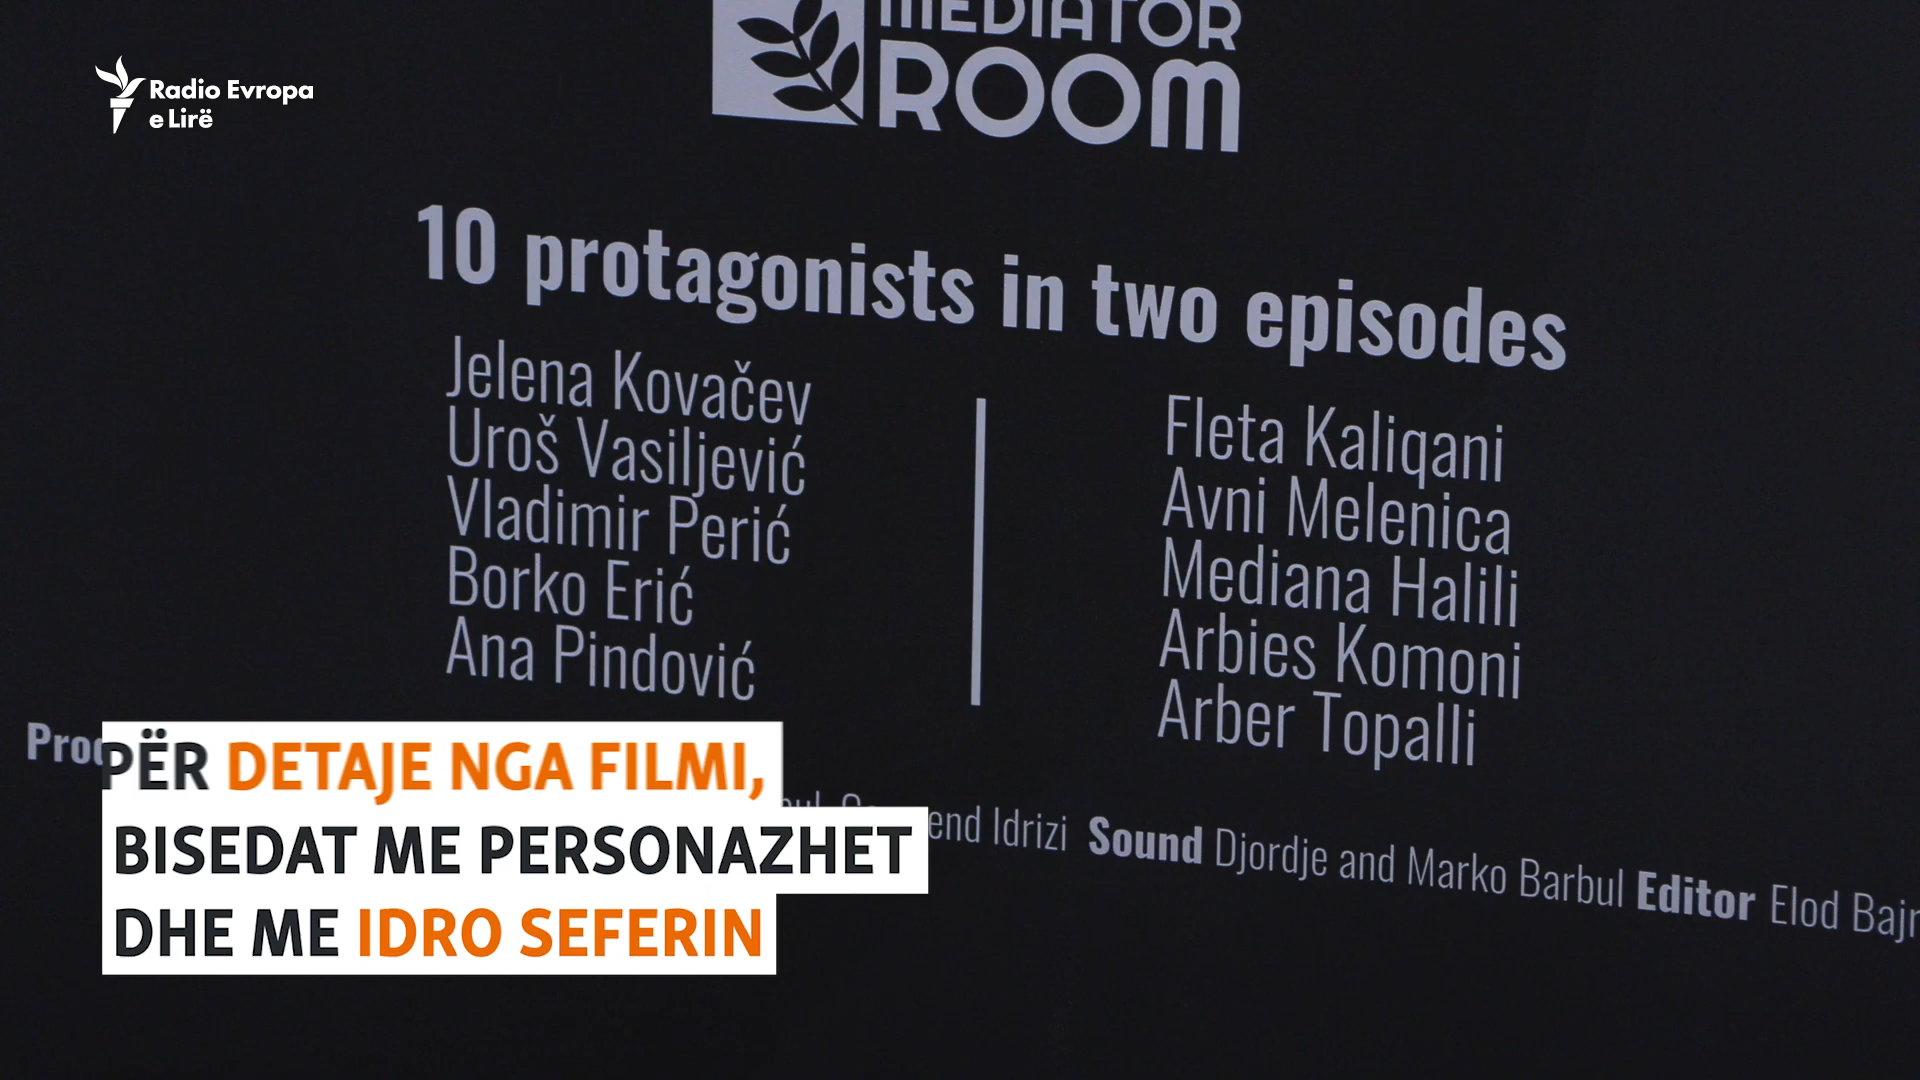 Radio Evropa
e Lirë
MEDIATOR
ROOM
10 protagonists in two episodes
Jelena Kovačev
Uroš Vasiljević
Vladimir Perić
Borko Erić
Ana Pindović
Fleta Kaliqani
Avni Melenica
Mediana Halili
Arbies Komoni
Arber Topalli
Idrizi Sound Djordje and Marko Barbul Editor Elod
PËR DETAJE NGA FILMI,
BISEDAT ME PERSONAZHET
DHE ME IDRO SEFERIN